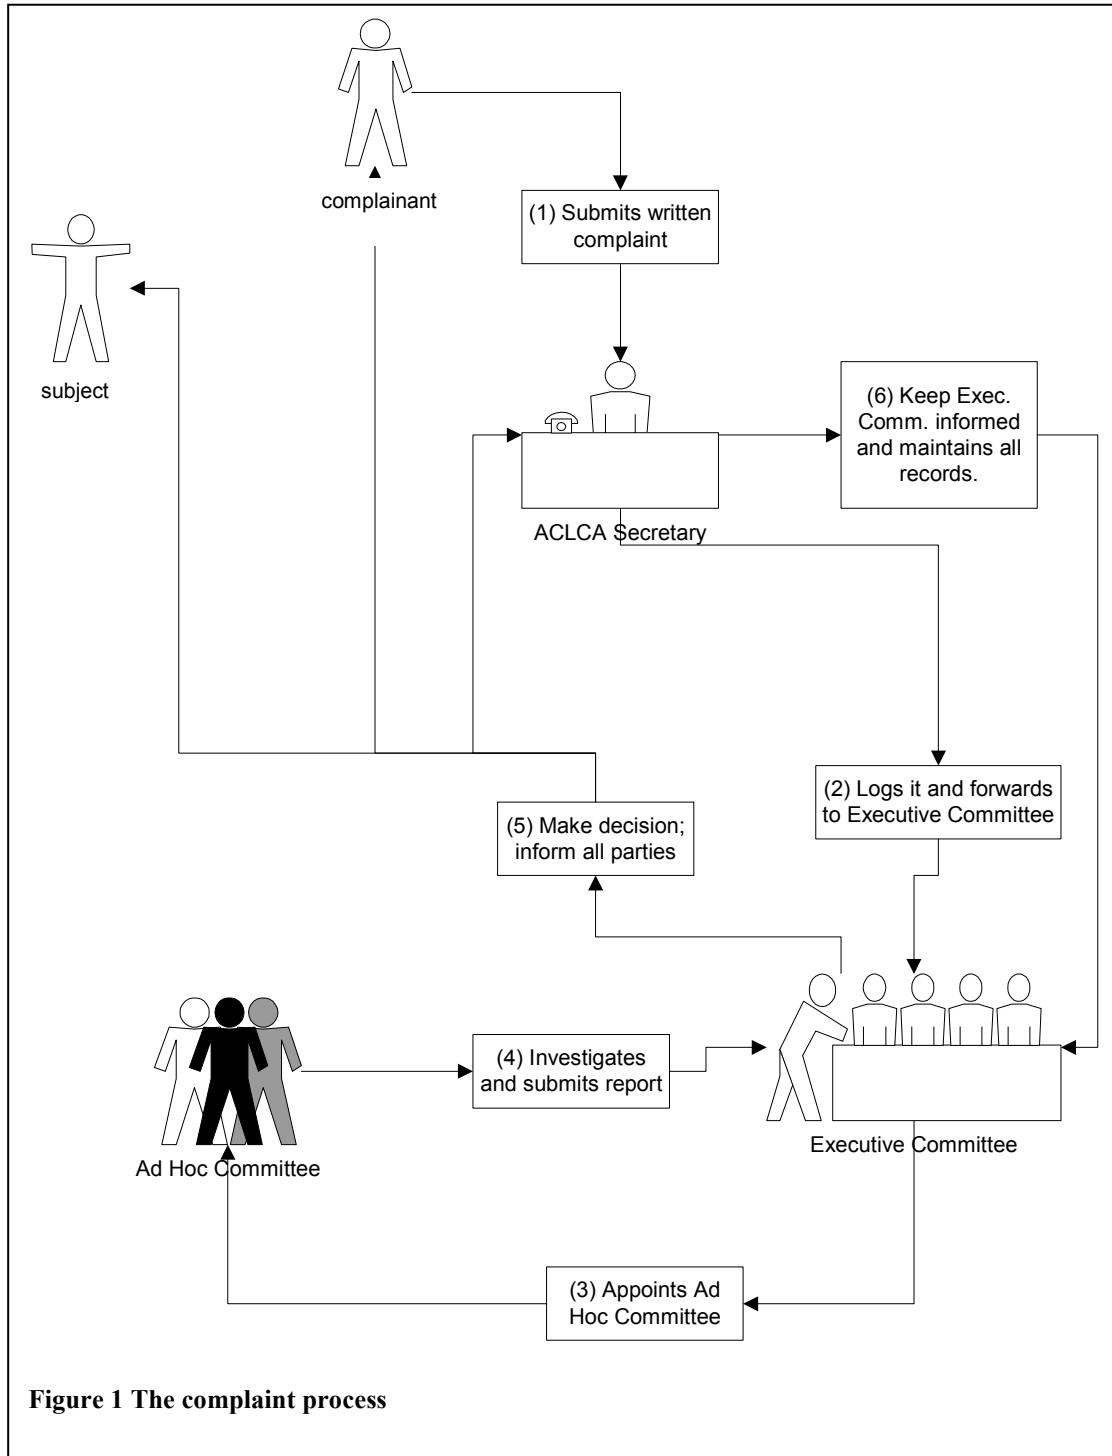 complainant
(1) Submits written
complaint
subject
(6) Keep Exec.
Comm. informed
and maintains all
records.
ACLCA Secretary
(2) Logs it and forwards
to Executive Committee
(5) Make decision;
inform all parties
(4) Investigates
and submits report
Executive Committee
Ad Hoc Committee
(3) Appoints Ad
Hoc Committee
Figure 1 The complaint process